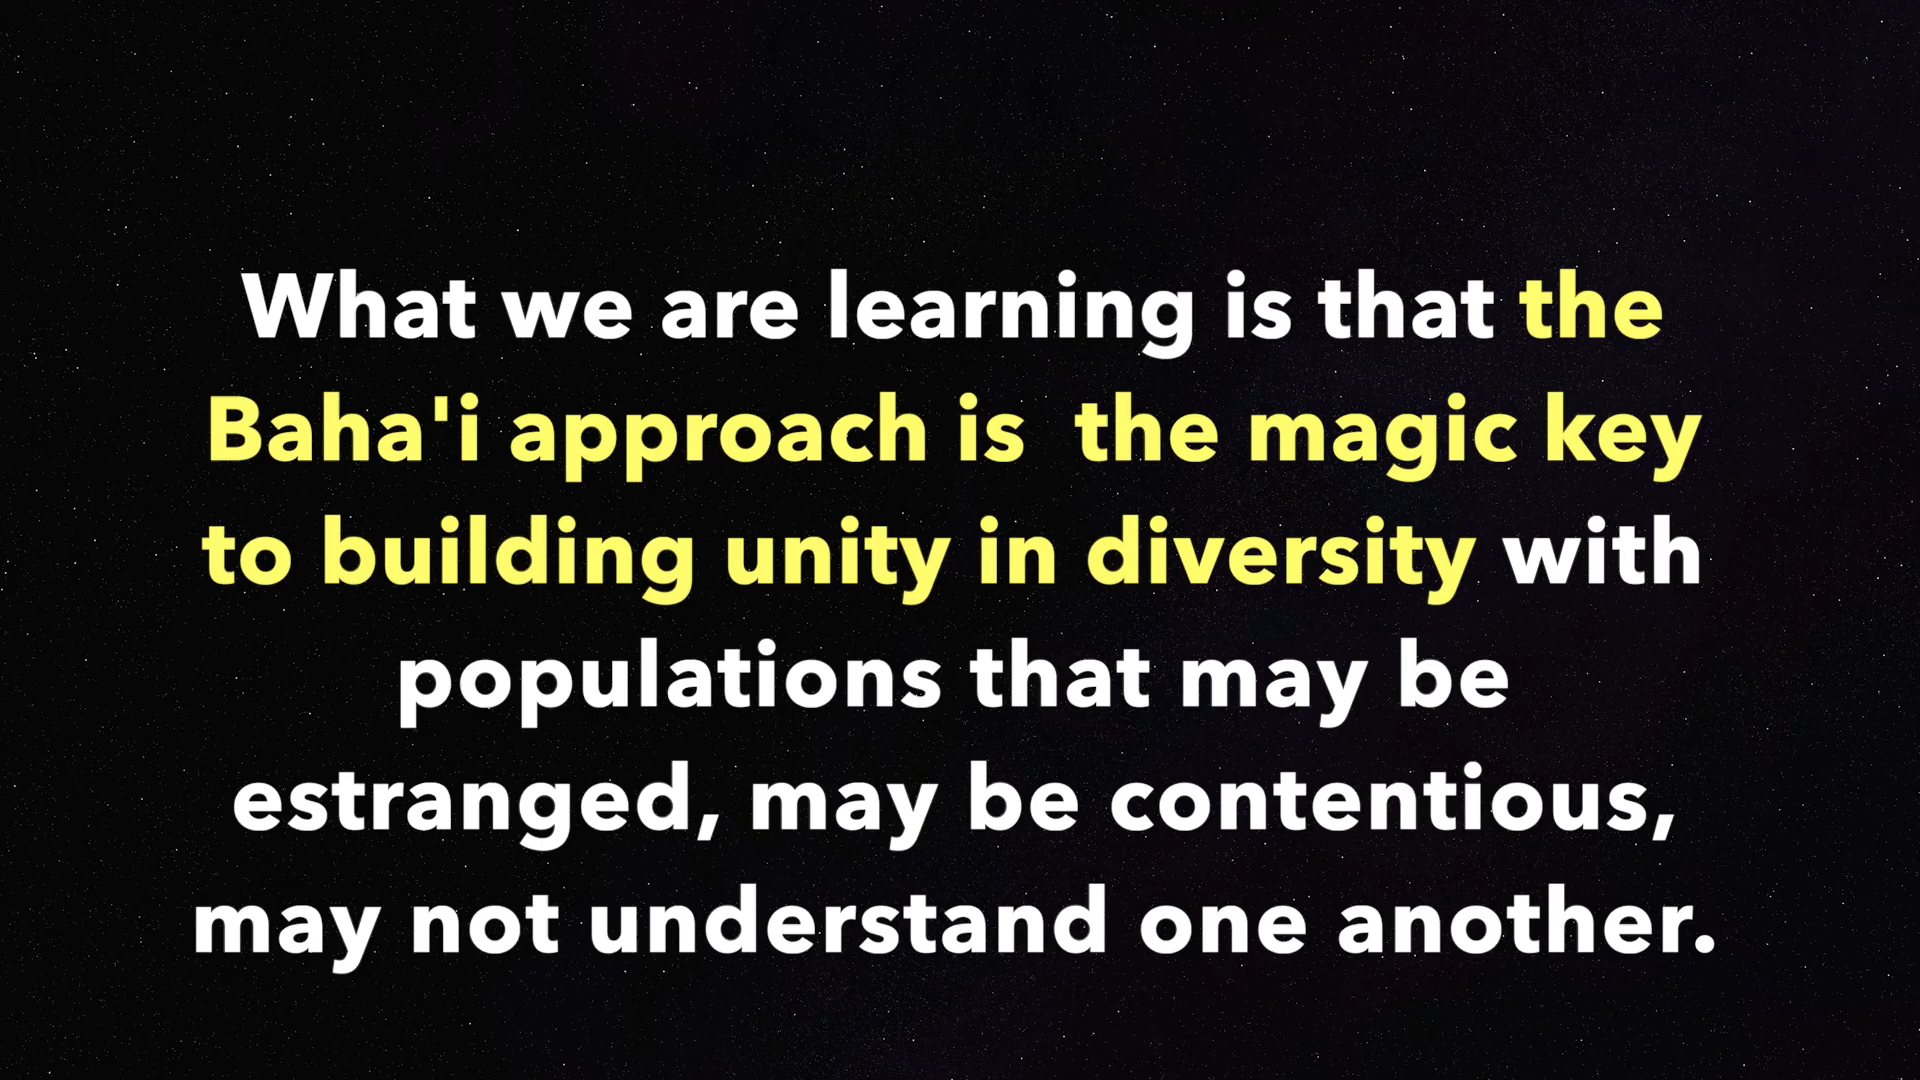 What we are learning is that the
Baha'i approach is  the magic key
to building unity in diversity with
populations that may be
estranged, may be contentious,
may not understand one another.